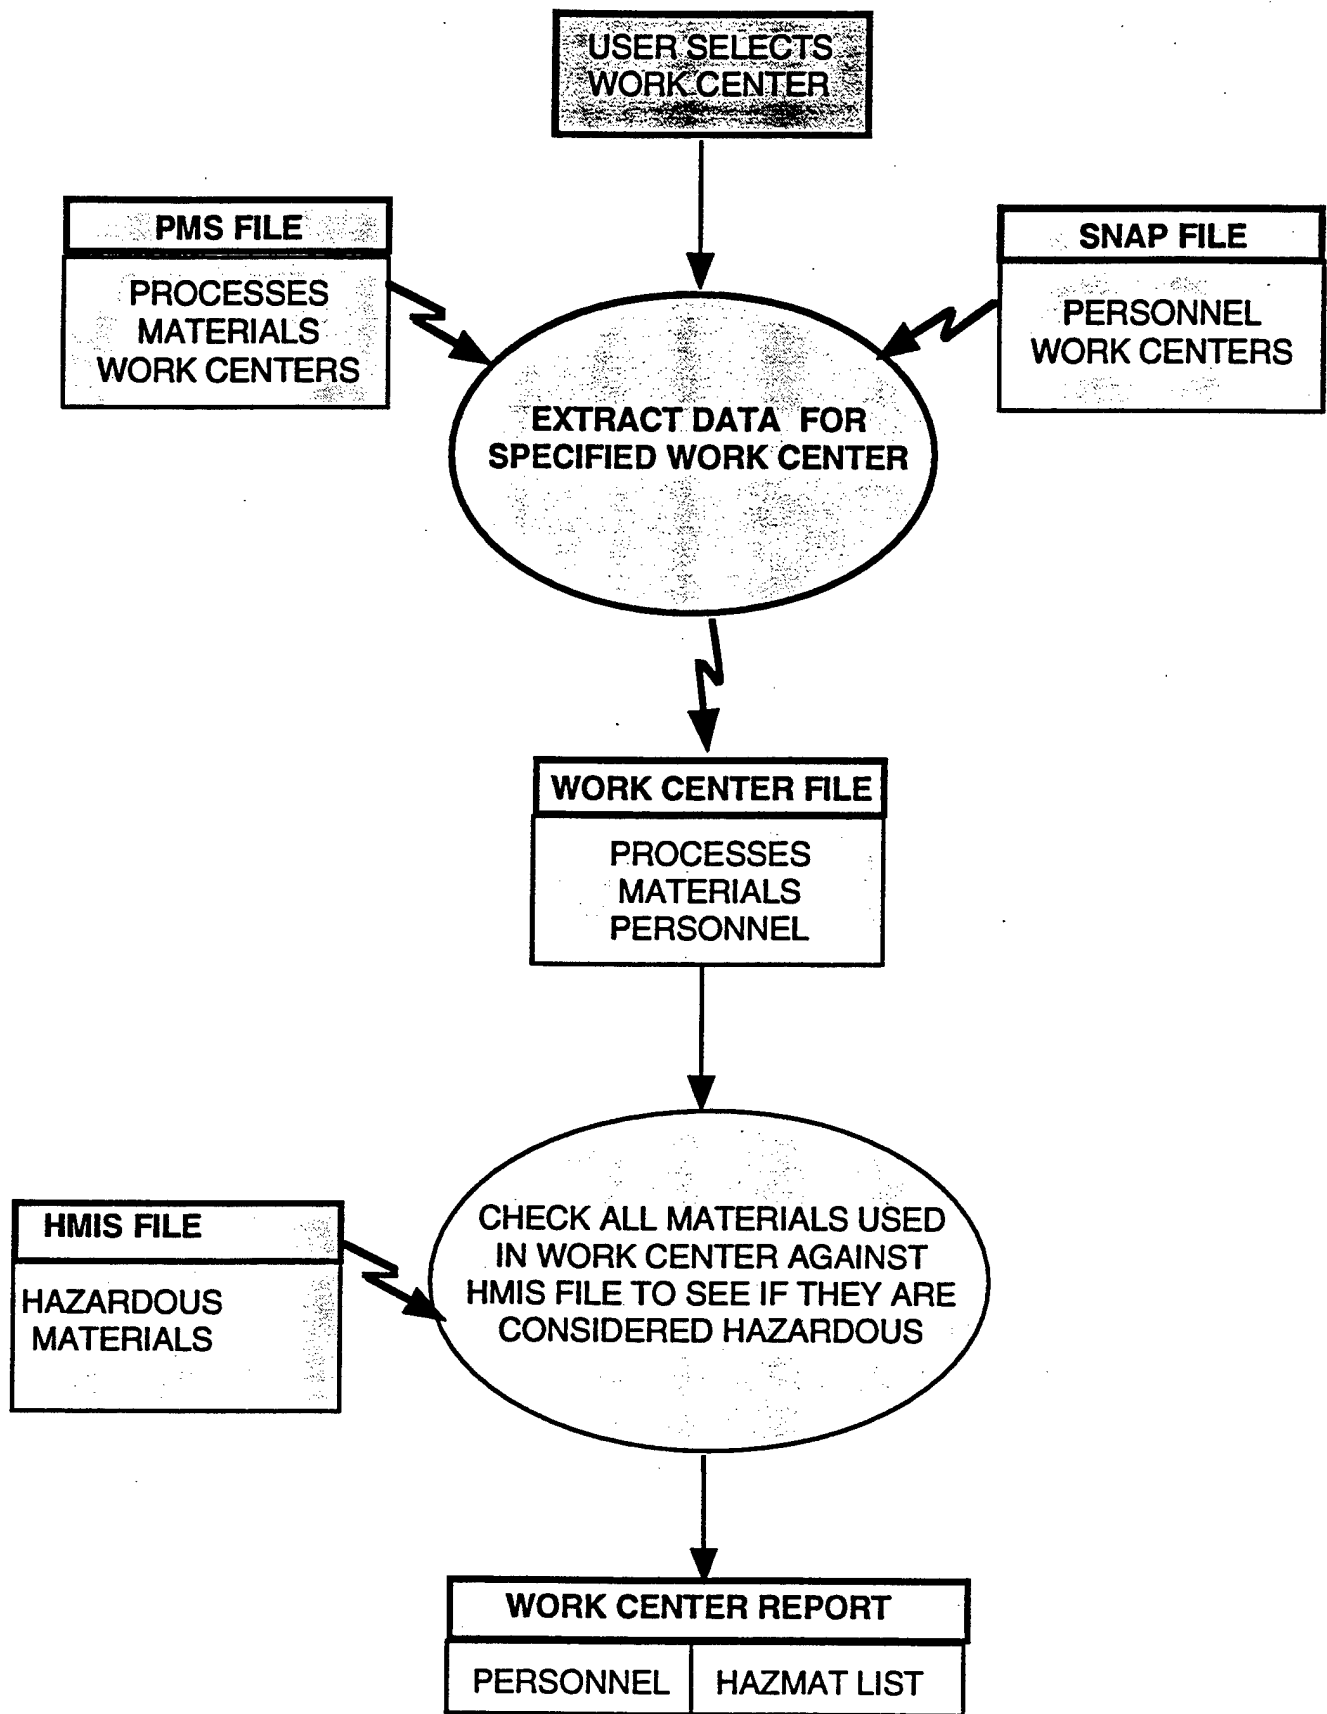 USER SELECTS
WORK CENTER
PMS FILE
PROCESSES
MATERIALS
WORK CENTERS
SNAP FILE
PERSONNEL
WORK CENTERS
EXTRACT DATA FOR
SPECIFIED WORK CENTER
WORK CENTER FILE
PROCESSES
MATERIALS
PERSONNEL
HMIS FILE
HAZARDOUS
MATERIALS
CHECK ALL MATERIALS USED
IN WORK CENTER AGAINST
HMIS FILE TO SEE IF THEY ARE
CONSIDERED HAZARDOUS
WORK CENTER REPORT
PERSONNEL
HAZMAT LIST